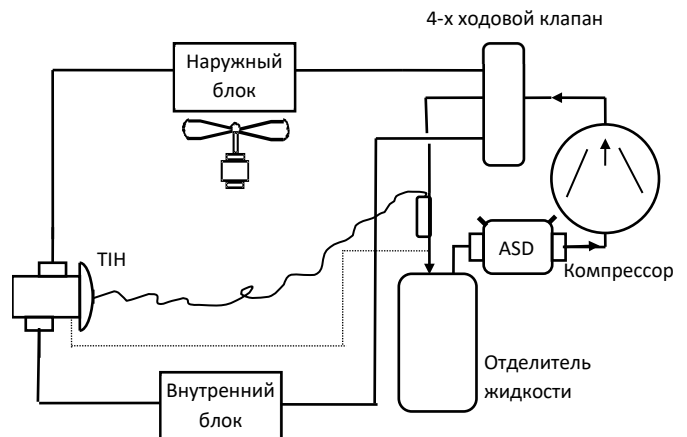 4-х ходовой клапан
Наружный
блок
TIH
ASD
Компрессор
Отделитель
жидкости
Внутренний
блок